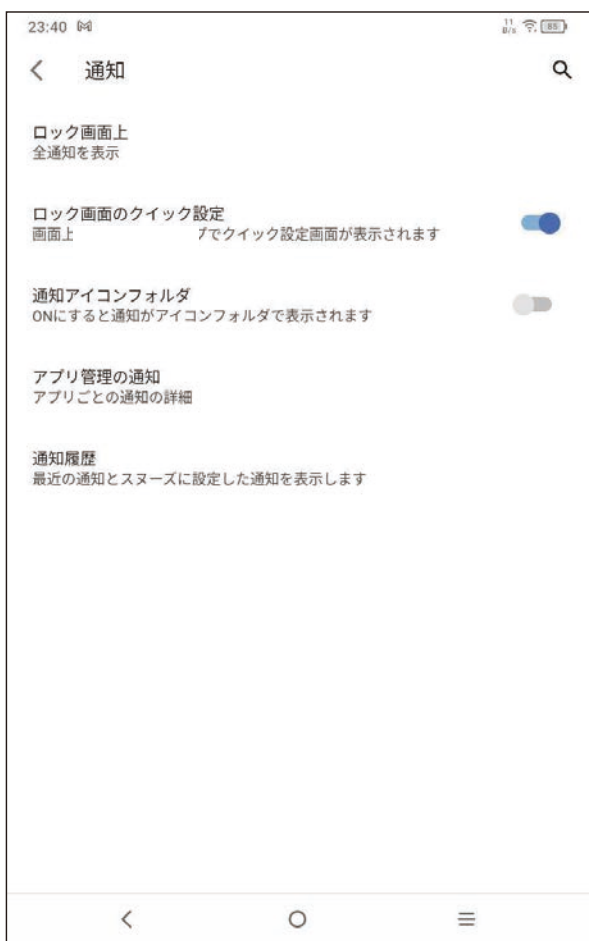 23:40
11
B/s
85
通知
ロック画面上
全通知を表示
ロック画面のクイック設定
画面上 プでクイック設定画面が表示されます
通知アイコンフォルダ
ONにすると通知がアイコンフォルダで表示されます
アプリ管理の通知
アプリごとの通知の詳細
通知履歴
最近の通知とスヌーズに設定した通知を表示します